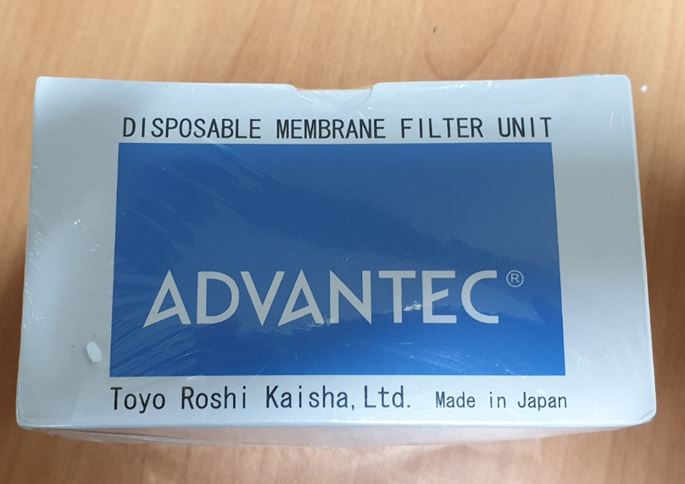 DISPOSABLE MEMBRANE FILTER UNIT
ADVANTEC®
Toyo Roshi Kaisha, Ltd. Made in Japan